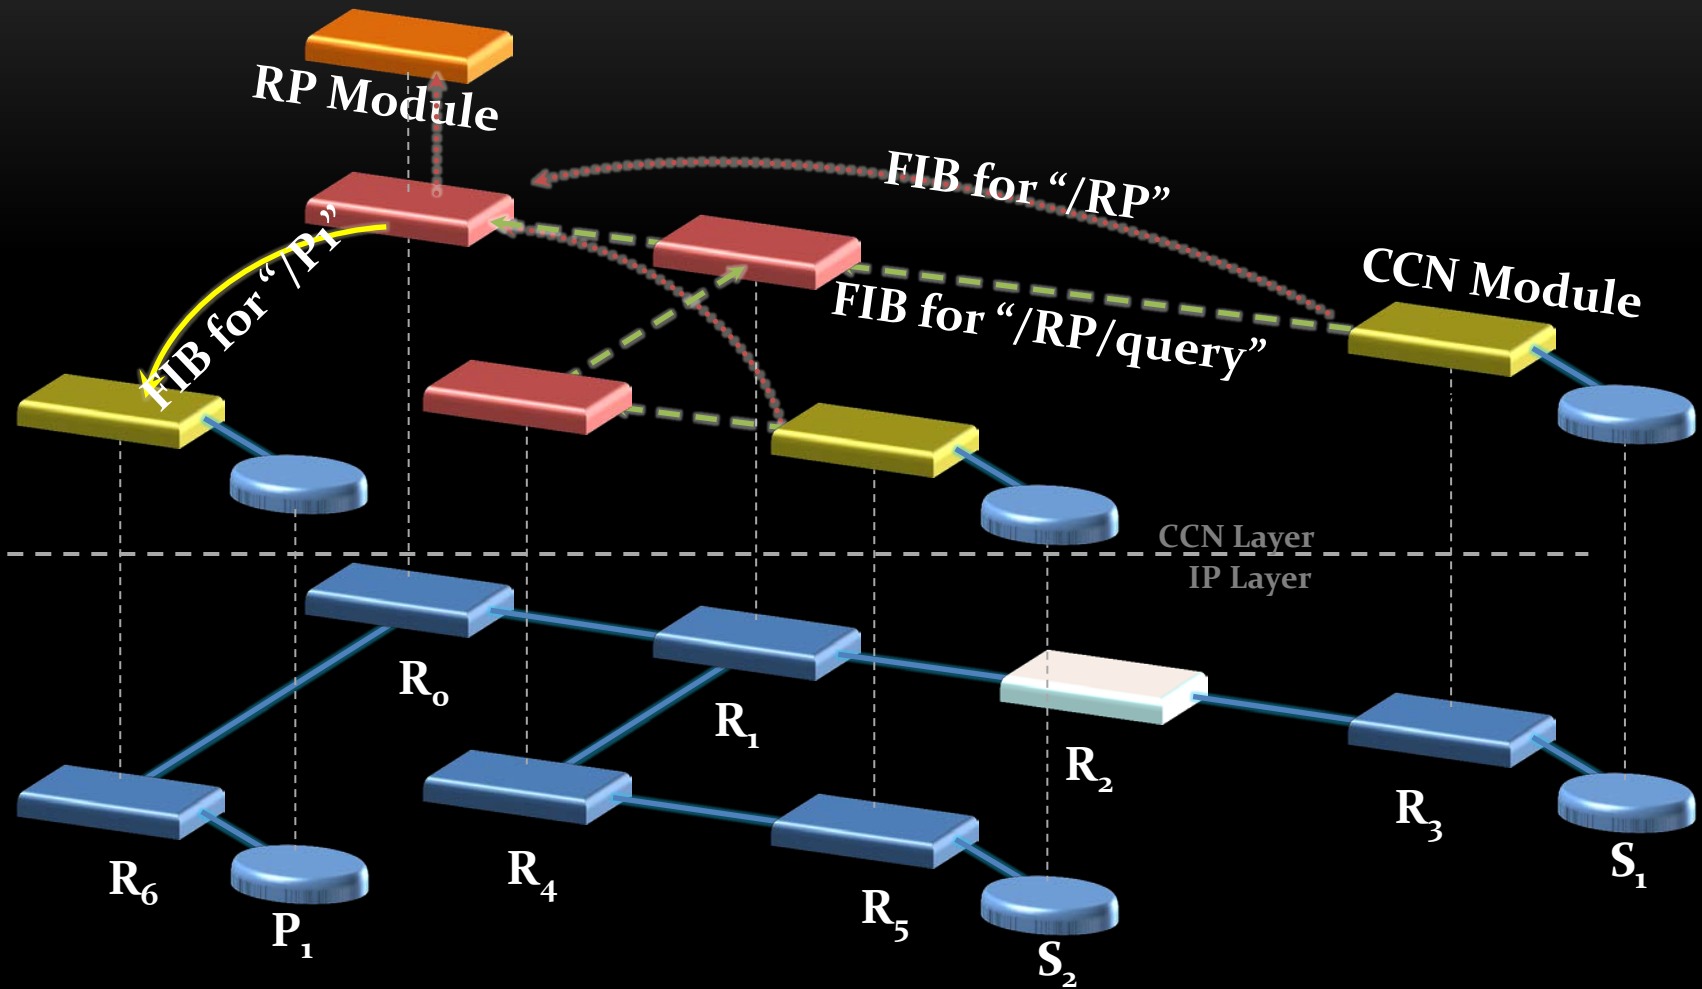 RP Module
FIB for “/RP”
FIB for “/P1”
CCN Module
FIB for “/RP/query”
CCN Layer
IP Layer
R0
R1
R2
R3
R6
R4
R5
S1
P1
S2